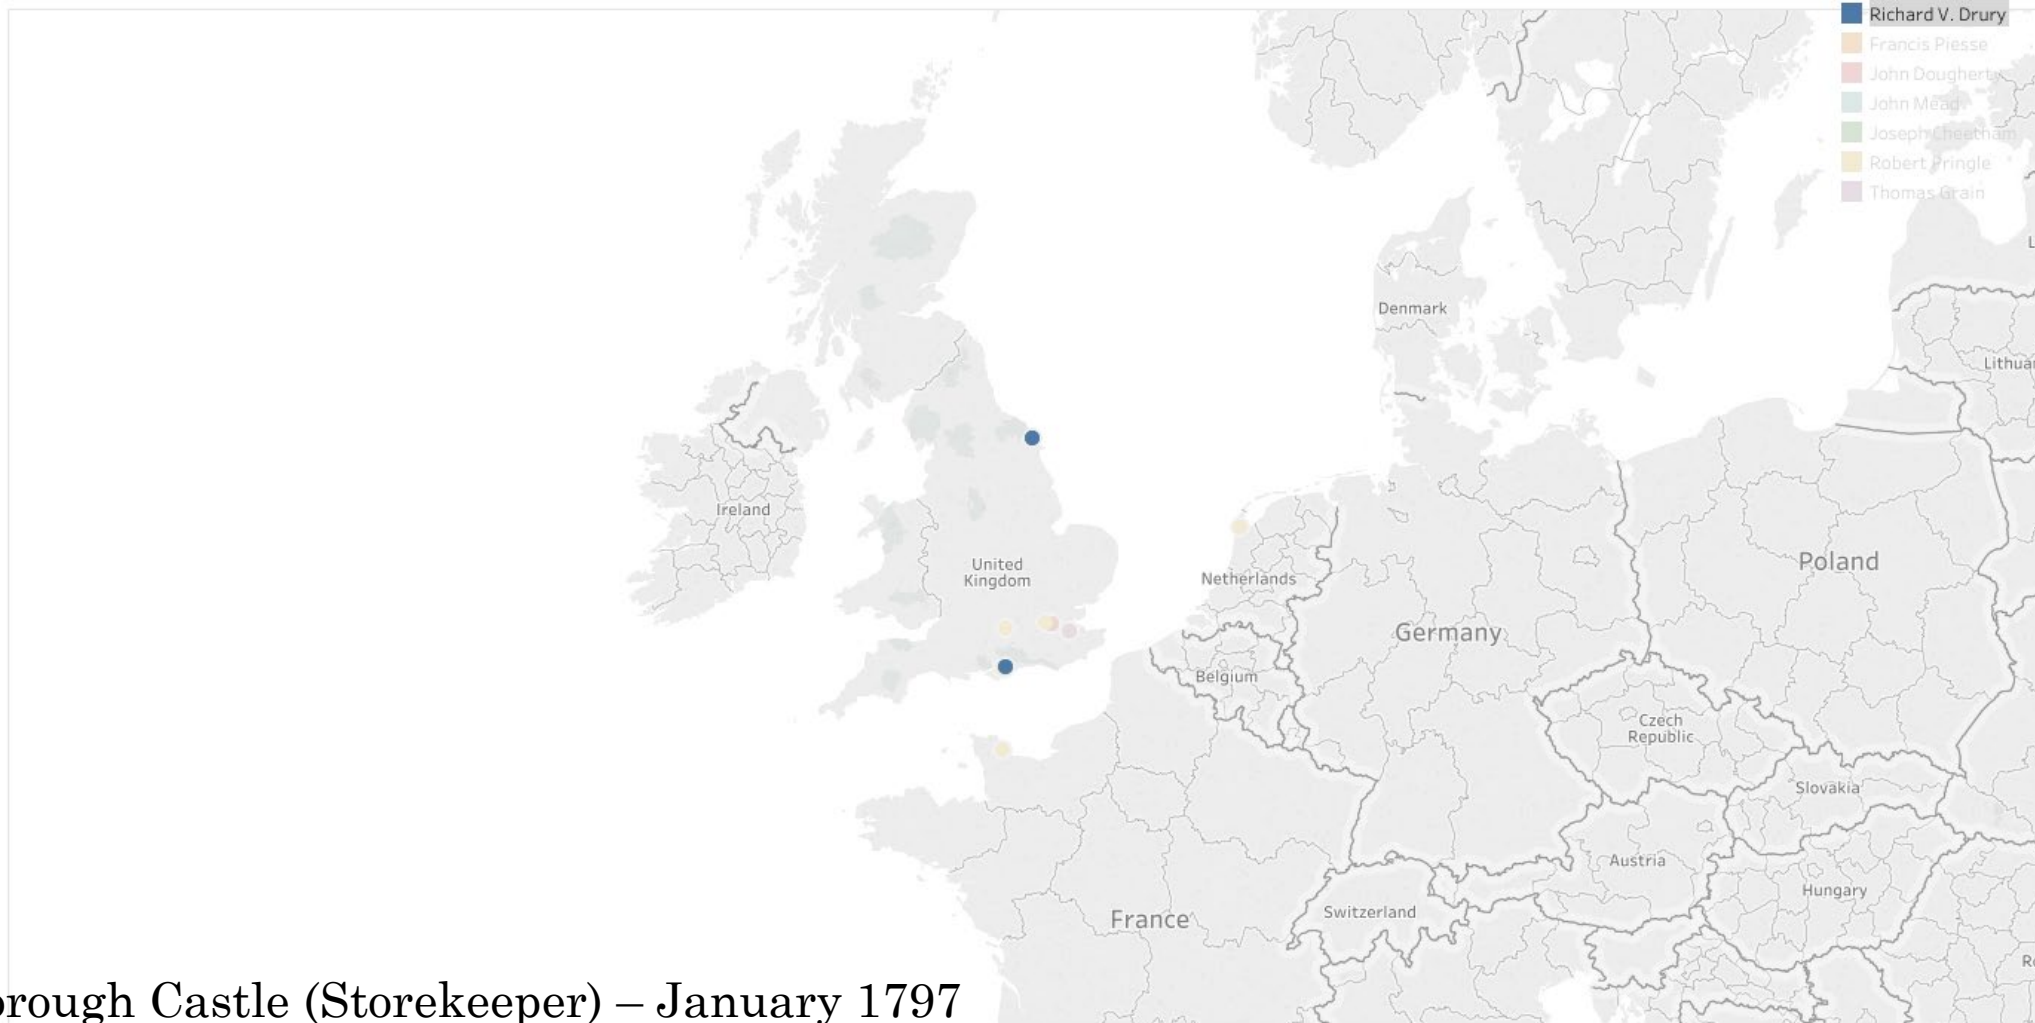 Richard V. Drury
Francis Piesse
John Dougherty
John Mead
Joseph Cheetham
Robert Pringle
Thomas Grain
Denmark
Lithua
Ireland
United
Kingdom
Netherlands
Poland
Germany
Belgium
Czech
Republic
Slovakia
Austria
Hungary
Switzerland
France
orough Castle (Storekeeper) – January 1797